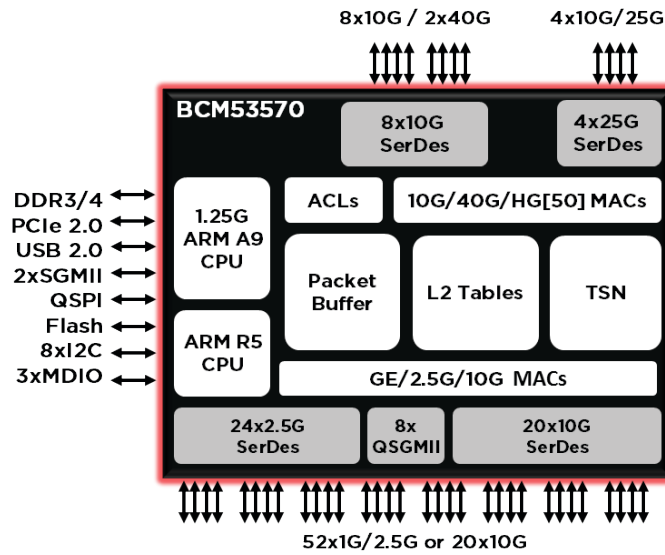 8x10G / 2x40G
4x10G/25G
BCM53570
8x10G
SerDes
4x25G
SerDes
DDR3/4
PCIe 2.0
USB 2.0
2xSGMII
QSPI
Flash
8xI2C
3xMDIO
1.25G
ARM A9
CPU
ACLs
10G/40G/HG[50] MACs
Packet
Buffer
L2 Tables
TSN
ARM R5
CPU
GE/2.5G/10G MACs
24x2.5G
SerDes
8x
QSGMII
20x10G
SerDes
52x1G/2.5G or 20x10G